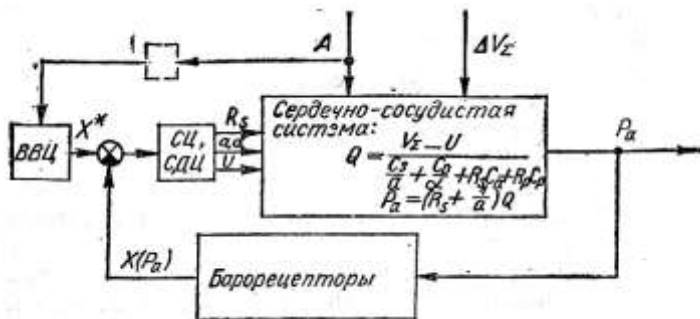 1
A
ΔV_Σ
ВВЦ
X*
СЦ,
СДЦ
R_s
a,α
U
Сердечно-сосудистая
система:
Q = (V_Σ - U) / (C_s/a + C_a/α + R_sC_a + R_pC_p)
P_a = (R_s + 1/a) Q
P_a
X(P_a)
Барорецепторы